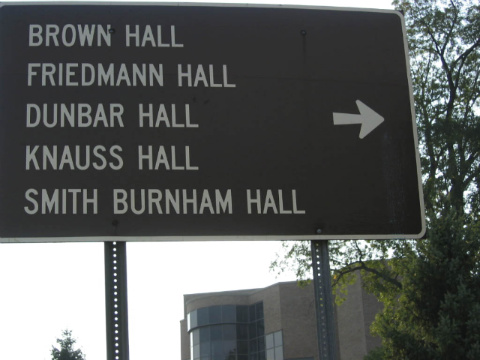 BROWN HALL
FRIEDMANN HALL
DUNBAR HALL
KNAUSS HALL
SMITH BURNHAM HALL